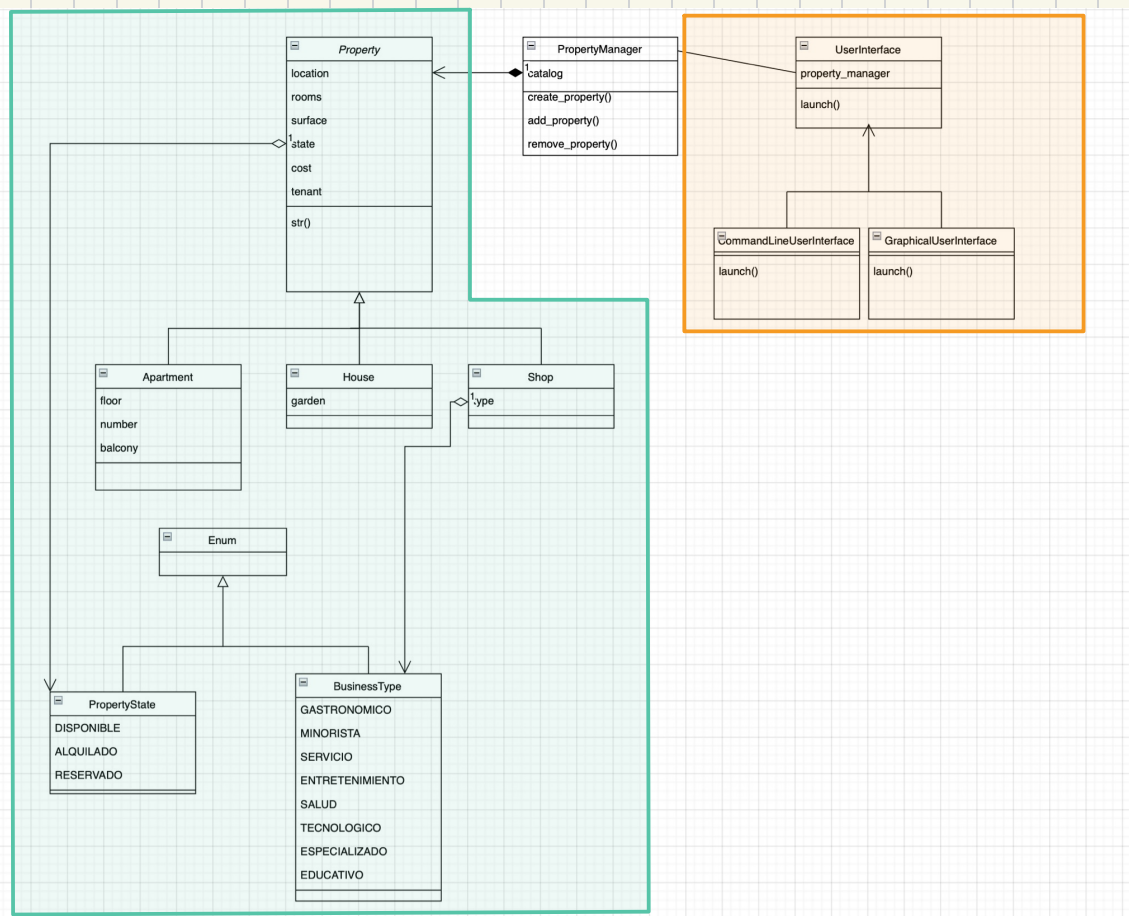 Property
location
rooms
surface
1
state
cost
tenant
str()
PropertyManager
1
catalog
create_property()
add_property()
remove_property()
UserInterface
property_manager
launch()
CommandLineUserInterface
launch()
GraphicalUserInterface
launch()
Apartment
floor
number
balcony
House
garden
Shop
1
type
Enum
PropertyState
DISPONIBLE
ALQUILADO
RESERVADO
BusinessType
GASTRONOMICO
MINORISTA
SERVICIO
ENTRETENIMIENTO
SALUD
TECNOLOGICO
ESPECIALIZADO
EDUCATIVO